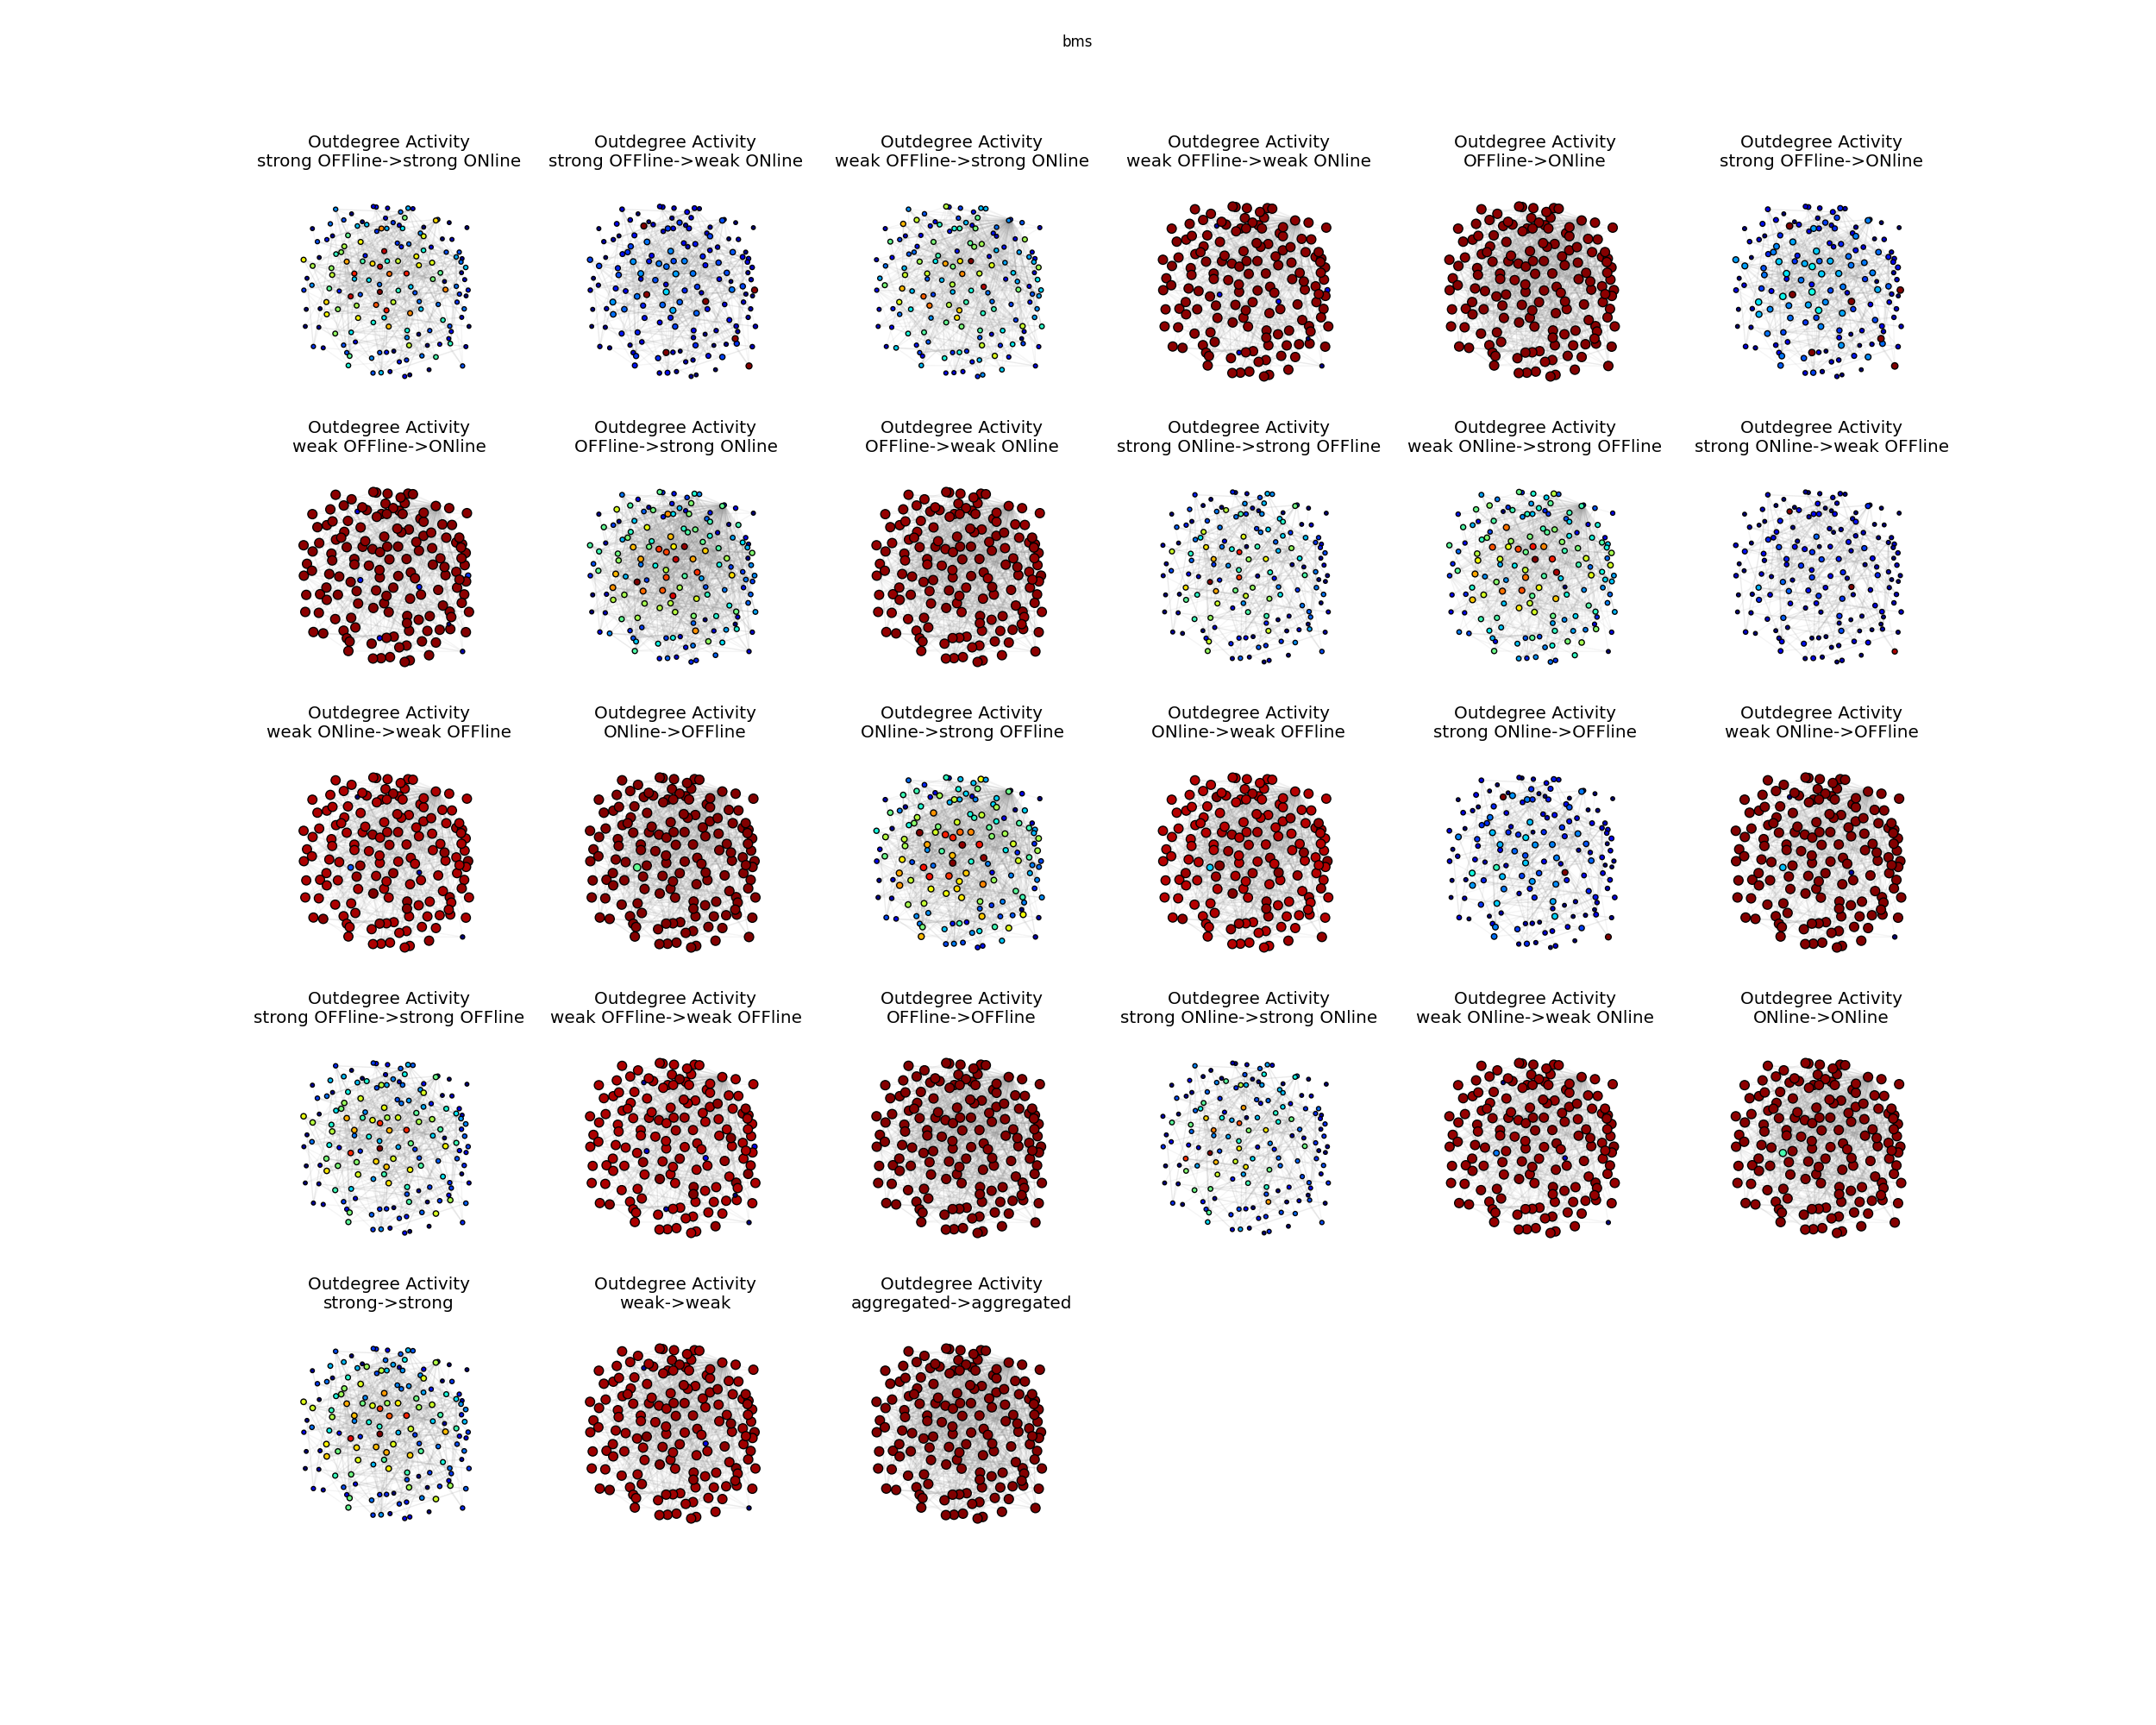 bms
Outdegree Activity
strong OFFline->strong ONline
Outdegree Activity
strong OFFline->weak ONline
Outdegree Activity
weak OFFline->strong ONline
Outdegree Activity
weak OFFline->weak ONline
Outdegree Activity
OFFline->ONline
Outdegree Activity
strong OFFline->ONline
Outdegree Activity
weak OFFline->ONline
Outdegree Activity
OFFline->strong ONline
Outdegree Activity
OFFline->weak ONline
Outdegree Activity
strong ONline->strong OFFline
Outdegree Activity
weak ONline->strong OFFline
Outdegree Activity
strong ONline->weak OFFline
Outdegree Activity
weak ONline->weak OFFline
Outdegree Activity
ONline->OFFline
Outdegree Activity
ONline->strong OFFline
Outdegree Activity
ONline->weak OFFline
Outdegree Activity
strong ONline->OFFline
Outdegree Activity
weak ONline->OFFline
Outdegree Activity
strong OFFline->strong OFFline
Outdegree Activity
weak OFFline->weak OFFline
Outdegree Activity
OFFline->OFFline
Outdegree Activity
strong ONline->strong ONline
Outdegree Activity
weak ONline->weak ONline
Outdegree Activity
ONline->ONline
Outdegree Activity
strong->strong
Outdegree Activity
weak->weak
Outdegree Activity
aggregated->aggregated